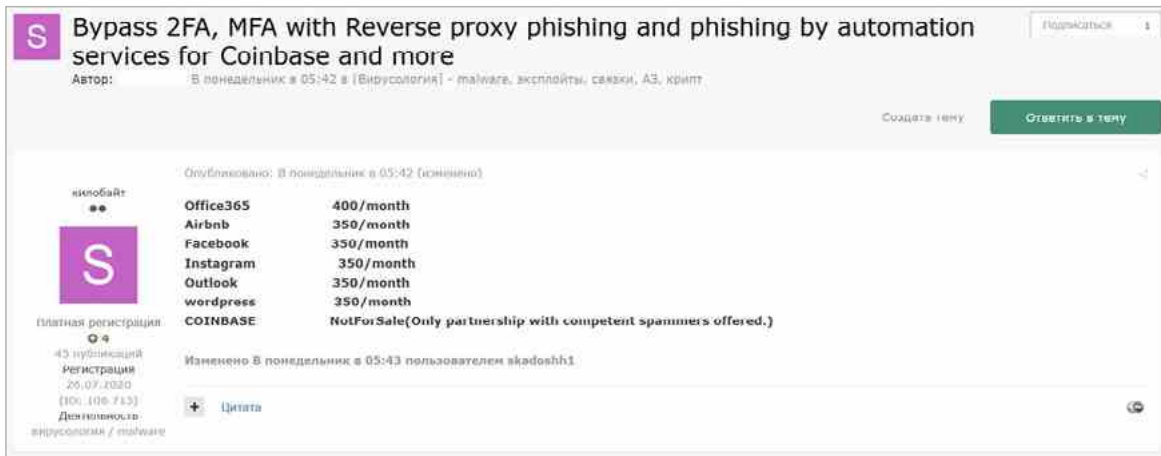 S
Bypass 2FA, MFA with Reverse proxy phishing and phishing by automation
services for Coinbase and more
Подписаться 1
Автор: В понедельник в 05:42 в [Вирусология] - malware, эксплойты, связки, АЗ, крипт
Создать тему
Ответить в тему
Опубликовано: В понедельник в 05:42 (изменено)
килобайт
S
Платная регистрация
4
45 публикаций
Регистрация
26.07.2020
Деятельность
вирусология / malware
Office365 400/month
Airbnb 350/month
Facebook 350/month
Instagram 350/month
Outlook 350/month
wordpress 350/month
COINBASE NotForSale(Only partnership with competent spammers offered.)
Изменено В понедельник в 05:43 пользователем skadoshh1
+ Цитата